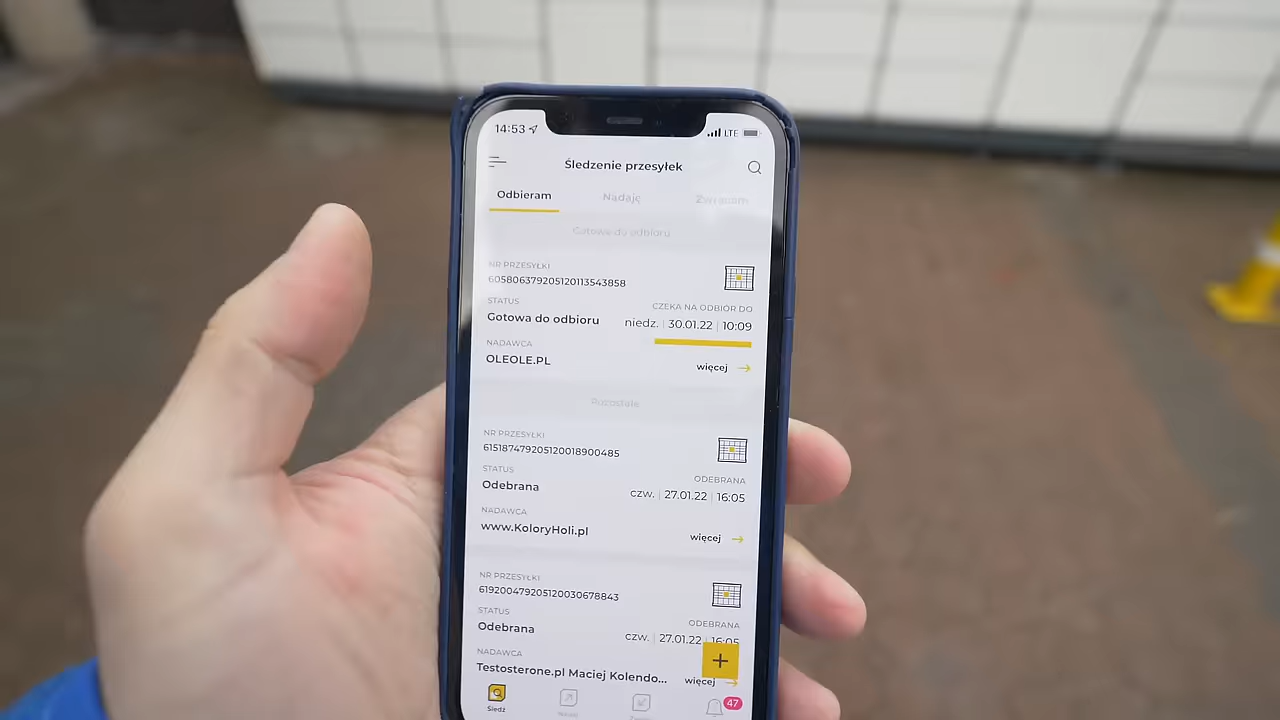 14:53
LTE
Śledzenie przesyłek
Odbieram
Nadaję
Zwracam
Gotowe do odbioru
NR PRZESYŁKI
605806379205120113543858
STATUS
CZEKA NA ODBIÓR DO
Gotowa do odbioru
niedz. | 30.01.22 | 10:09
NADAWCA
OLEOLE.PL
więcej
Pozostałe
NR PRZESYŁKI
615187479205120018900485
STATUS
ODEBRANA
Odebrana
czw. | 27.01.22 | 16:05
NADAWCA
www.KoloryHoli.pl
więcej
NR PRZESYŁKI
619200479205120030678843
STATUS
ODEBRANA
Odebrana
czw. | 27.01.22 | 16:05
NADAWCA
Testosterone.pl Maciej Kolendo...
więcej
47
Śledź